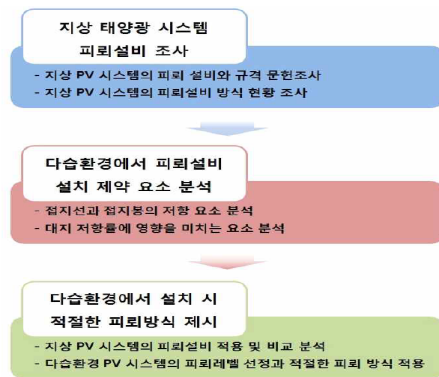 지상 태양광 시스템
피뢰설비 조사
- 지상 PV 시스템의 피뢰 설비와 규격 문헌조사
- 지상 PV 시스템의 피뢰설비 방식 현황 조사
다습환경에서 피뢰설비
설치 제약 요소 분석
- 접지선과 접지봉의 저항 요소 분석
- 대지 저항률에 영향을 미치는 요소 분석
다습환경에서 설치 시
적절한 피뢰방식 제시
- 지상 PV 시스템의 피뢰설비 적용 및 비교 분석
- 다습환경 PV 시스템의 피뢰레벨 선정과 적절한 피뢰 방식 적용